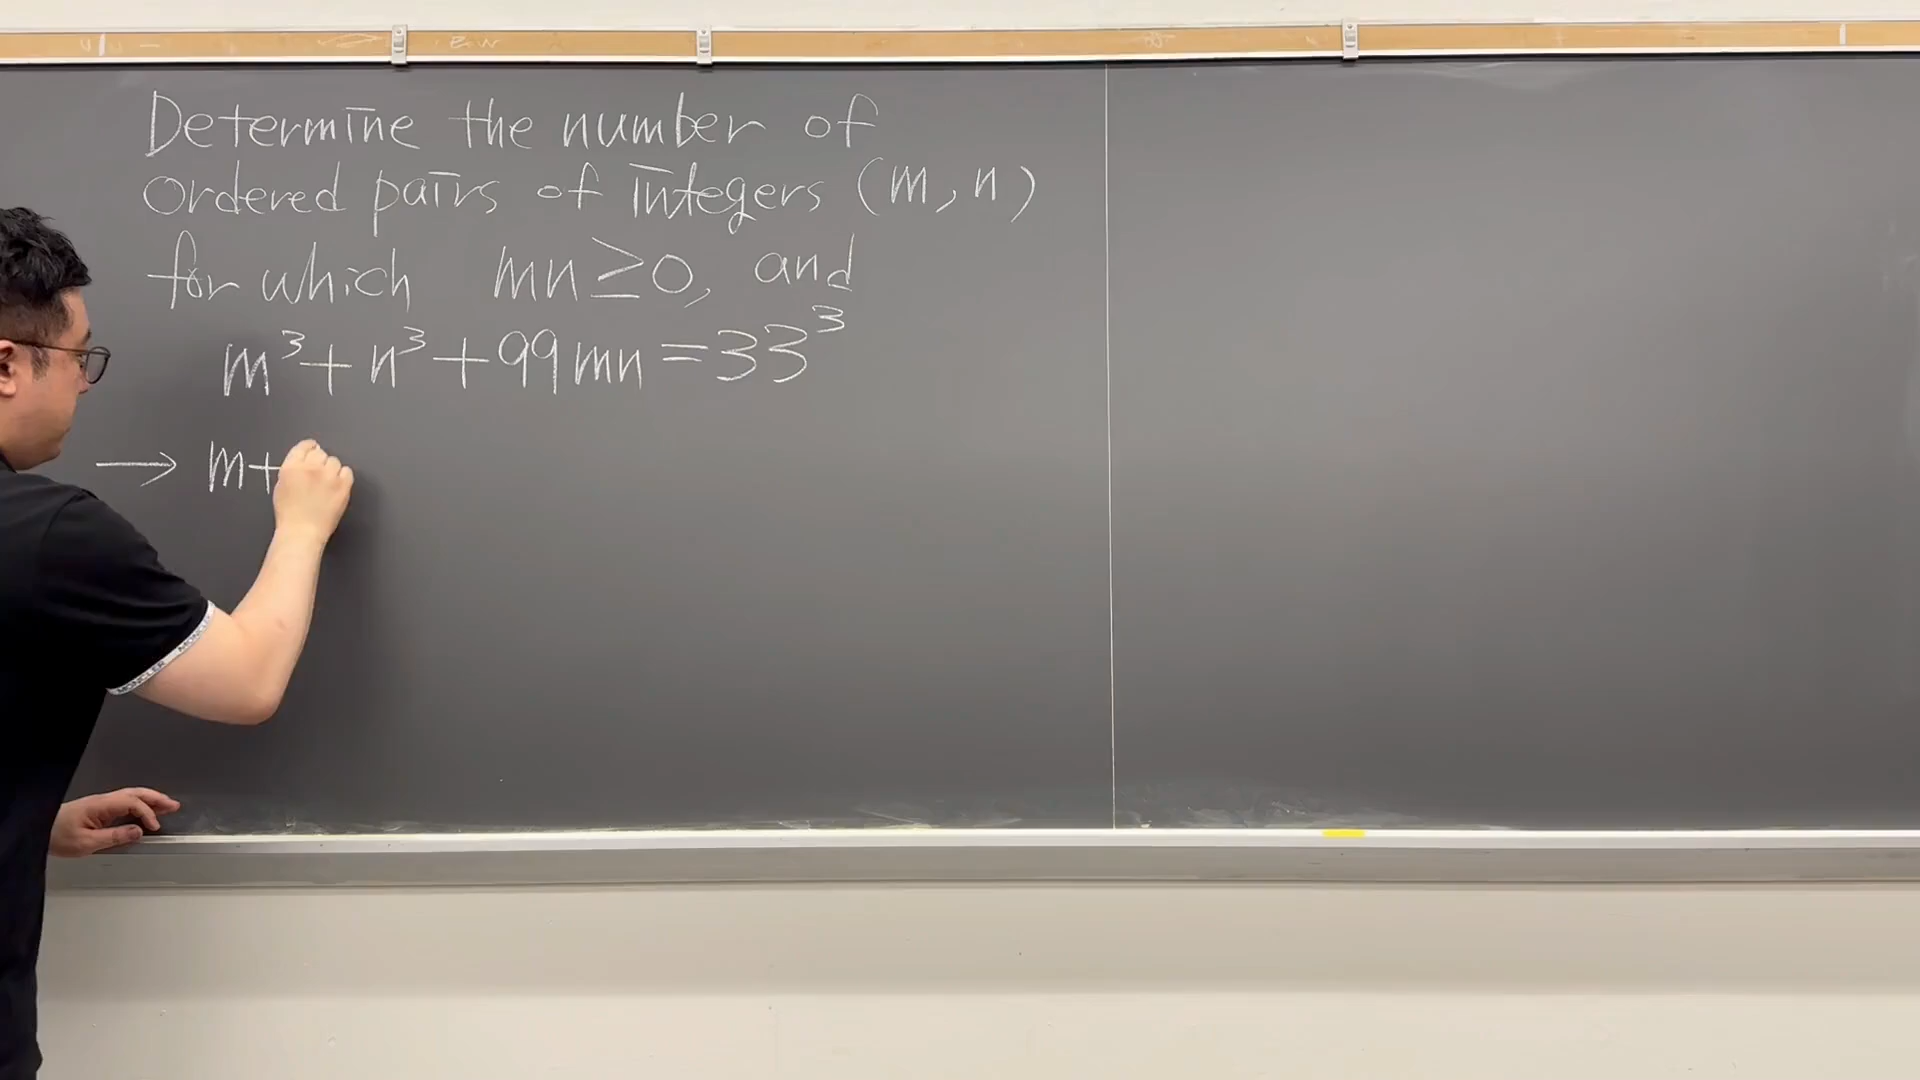 Determine the number of
ordered pairs of integers (m, n)
for which mn≥0, and
m³+n³+99mn=33³
→ m+